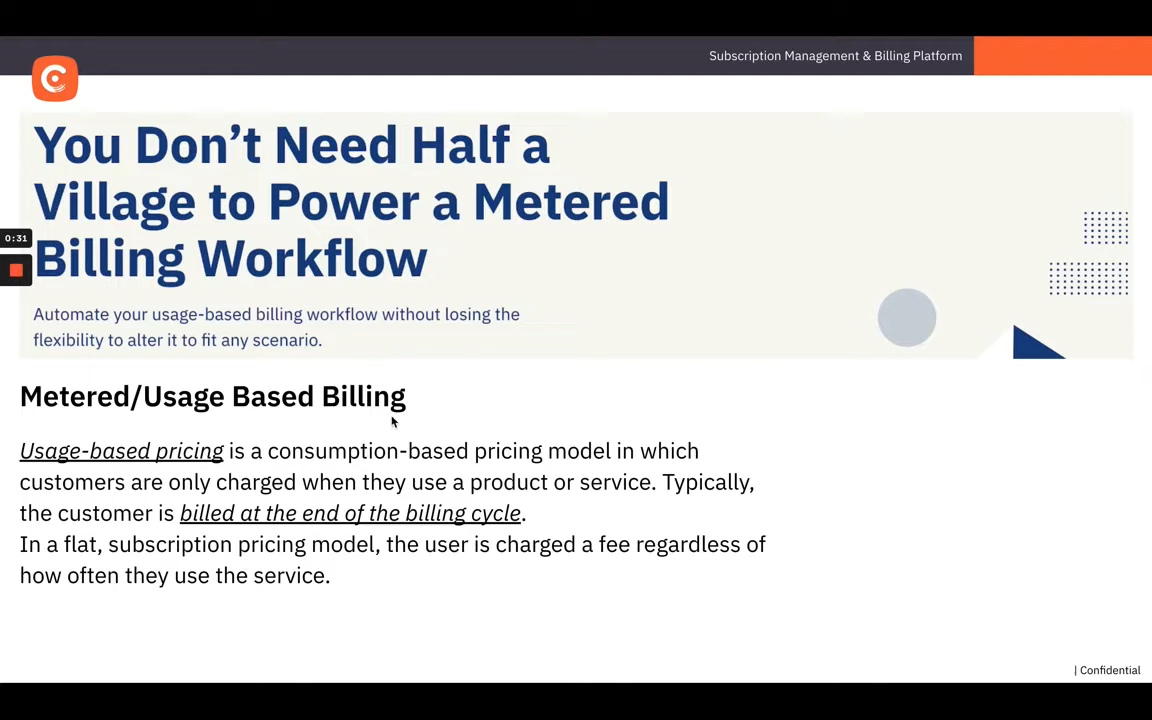 Subscription Management & Billing Platform
You Don’t Need Half a
Village to Power a Metered
Billing Workflow
0:31
Automate your usage-based billing workflow without losing the
flexibility to alter it to fit any scenario.
Metered/Usage Based Billing
Usage-based pricing is a consumption-based pricing model in which
customers are only charged when they use a product or service. Typically,
the customer is billed at the end of the billing cycle.
In a flat, subscription pricing model, the user is charged a fee regardless of
how often they use the service.
| Confidential